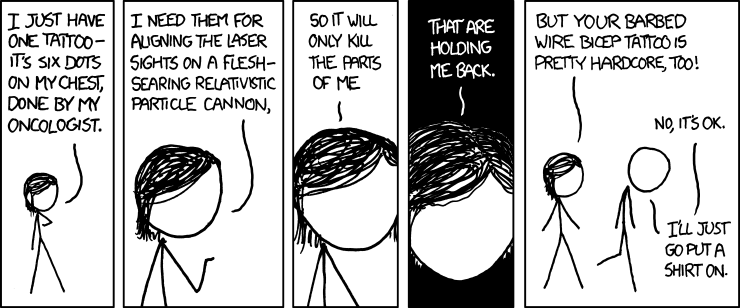 I JUST HAVE
ONE TATTOO—
IT'S SIX DOTS
ON MY CHEST,
DONE BY MY
ONCOLOGIST.
I NEED THEM FOR
ALIGNING THE LASER
SIGHTS ON A FLESH-
SEARING RELATIVISTIC
PARTICLE CANNON,
SO IT WILL
ONLY KILL
THE PARTS
OF ME
THAT ARE
HOLDING
ME BACK.
BUT YOUR BARBED
WIRE BICEP TATTOO IS
PRETTY HARDCORE, TOO!
NO, IT'S OK.
I'LL JUST
GO PUT A
SHIRT ON.